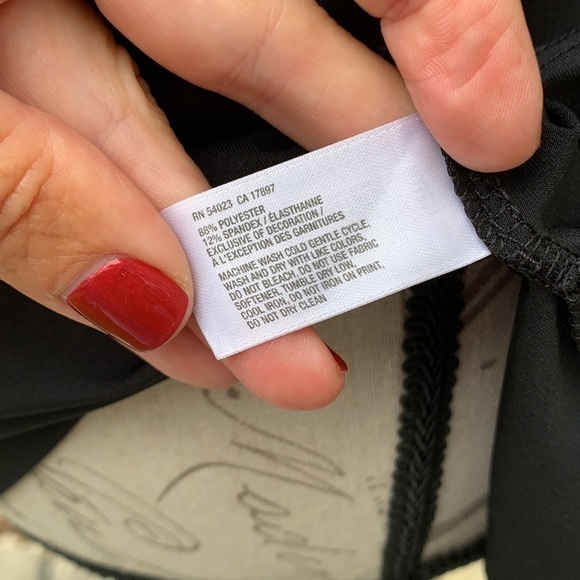 RN 54023 CA 17897
88% POLYESTER
12% SPANDEX / ÉLASTHANNE
EXCLUSIVE OF DECORATION /
À L'EXCEPTION DES GARNITURES
MACHINE WASH COLD GENTLE CYCLE,
WASH AND DRY WITH LIKE COLORS,
DO NOT BLEACH, DO NOT USE FABRIC
SOFTENER, TUMBLE DRY LOW,
COOL IRON, DO NOT IRON ON PRINT,
DO NOT DRY CLEAN